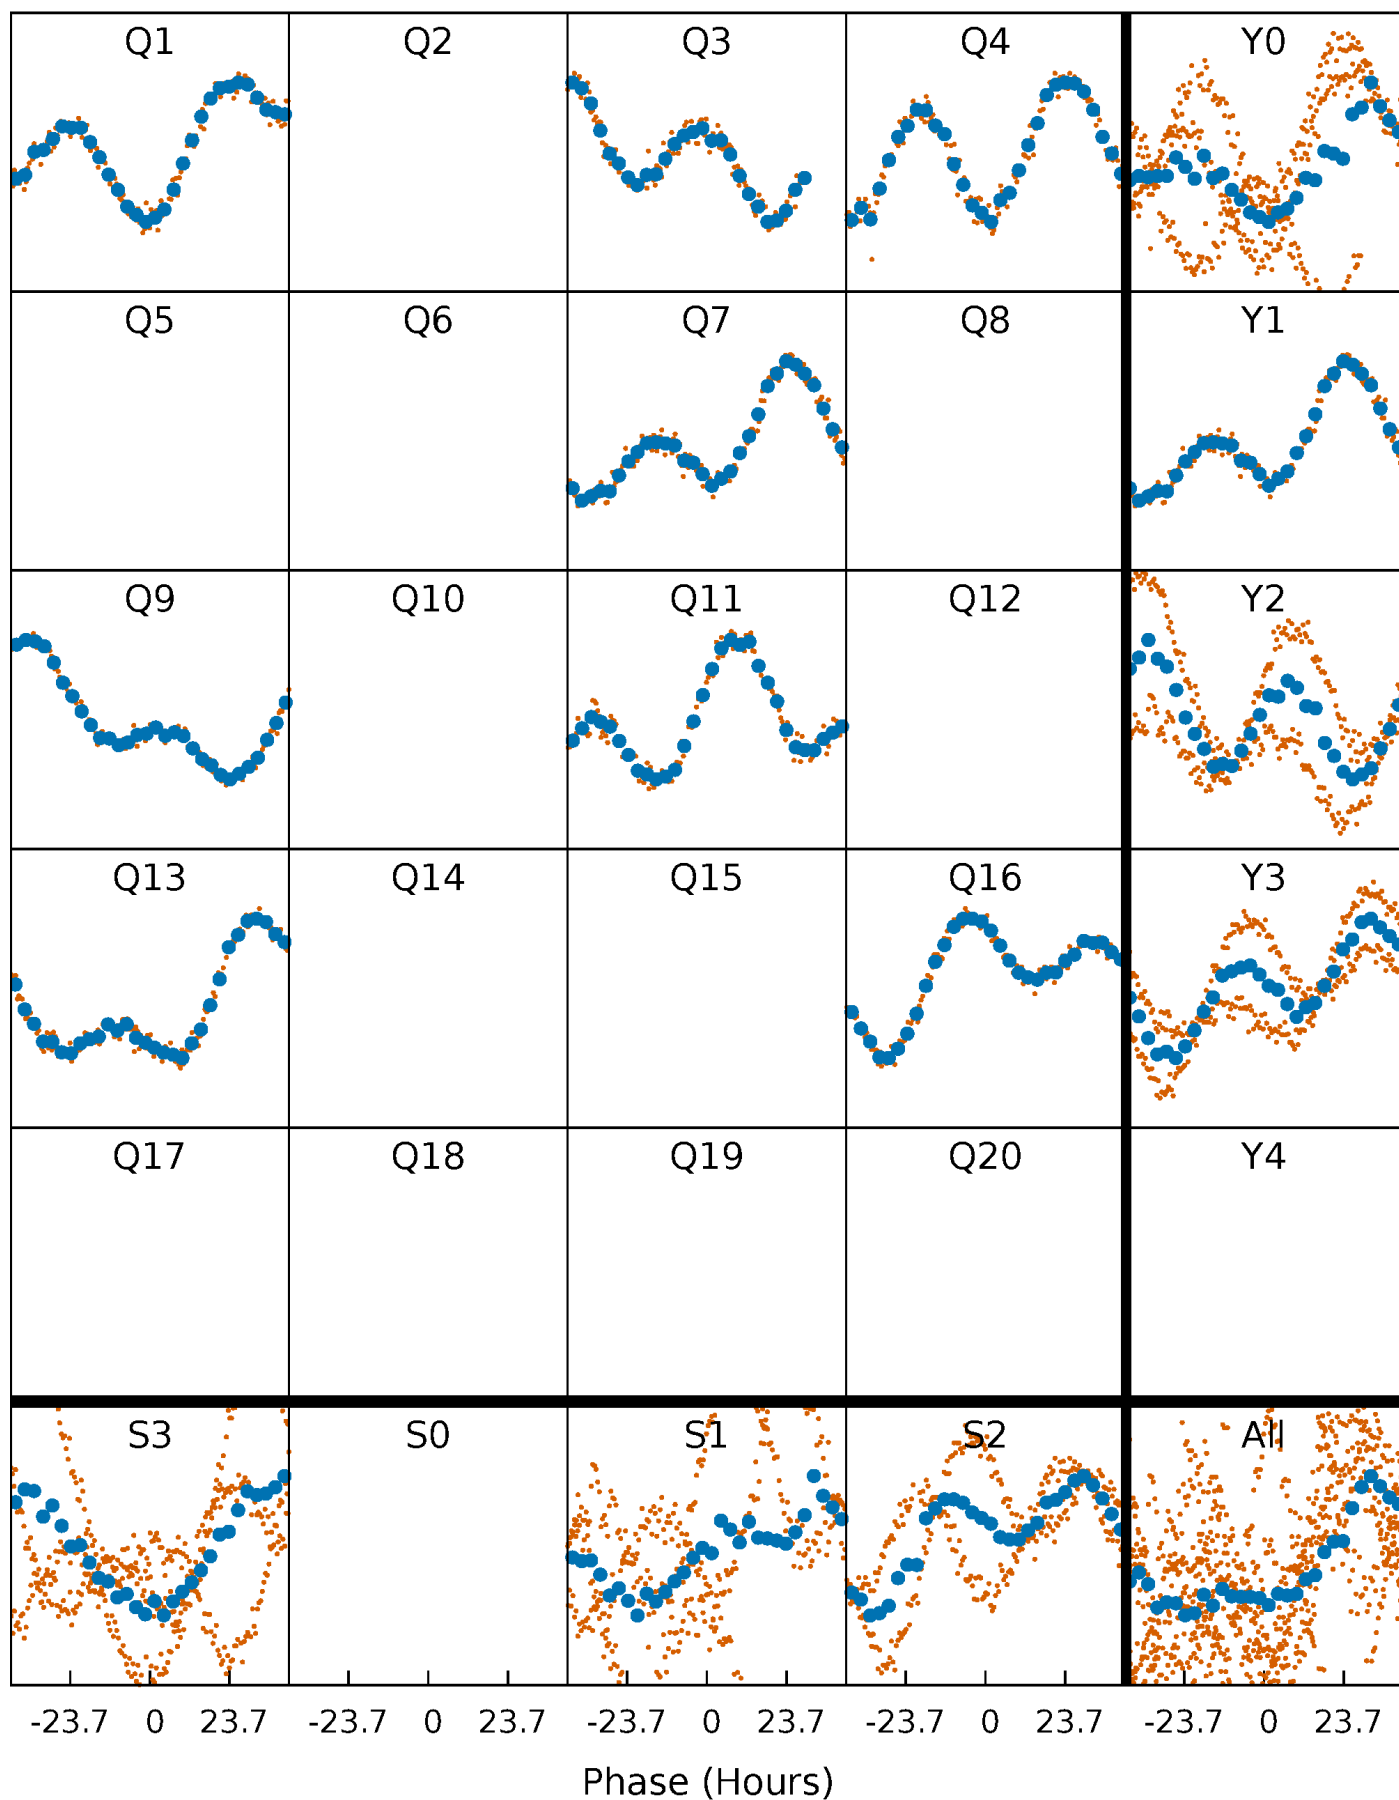 Q1 Q2 Q3 Q4 Y0
Q5 Q6 Q7 Q8 Y1
Q9 Q10 Q11 Q12 Y2
Q13 Q14 Q15 Q16 Y3
Q17 Q18 Q19 Q20 Y4
S3 S0 S1 S2 All
-23.7 0 23.7 -23.7 0 23.7 -23.7 0 23.7 -23.7 0 23.7 -23.7 0 23.7
Phase (Hours)